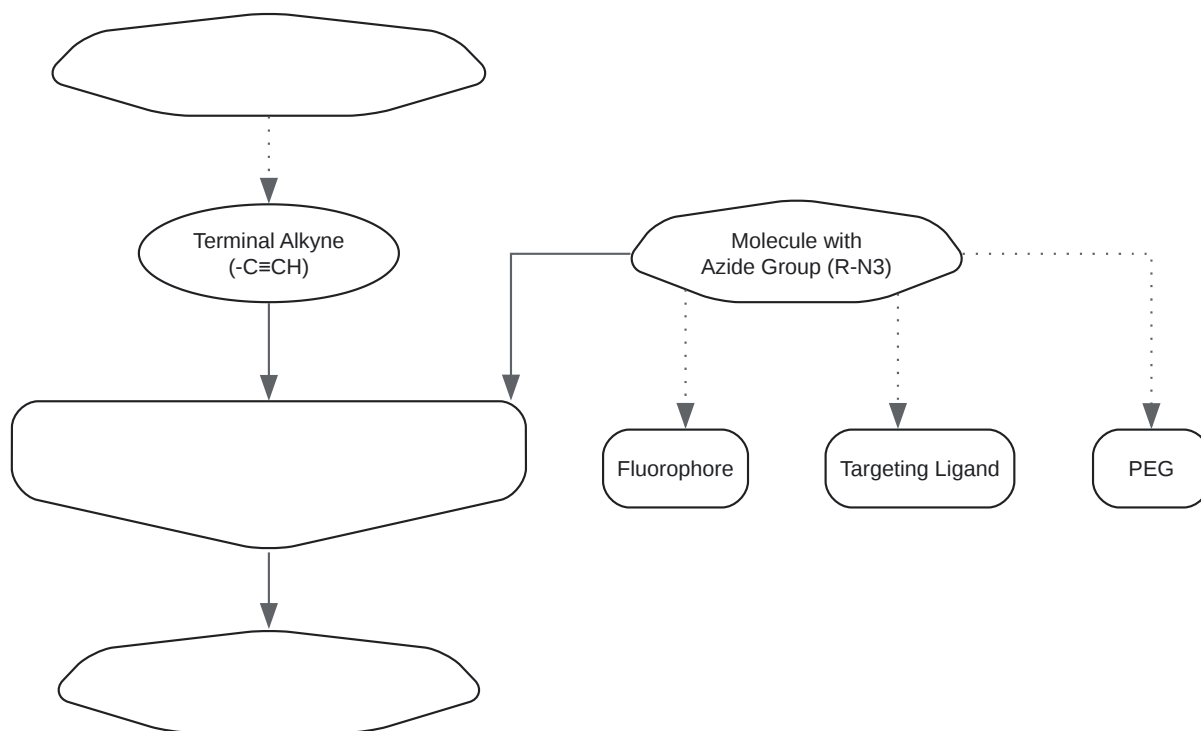 Terminal Alkyne
(-C≡CH)
Molecule with
Azide Group (R-N3)
Fluorophore
Targeting Ligand
PEG